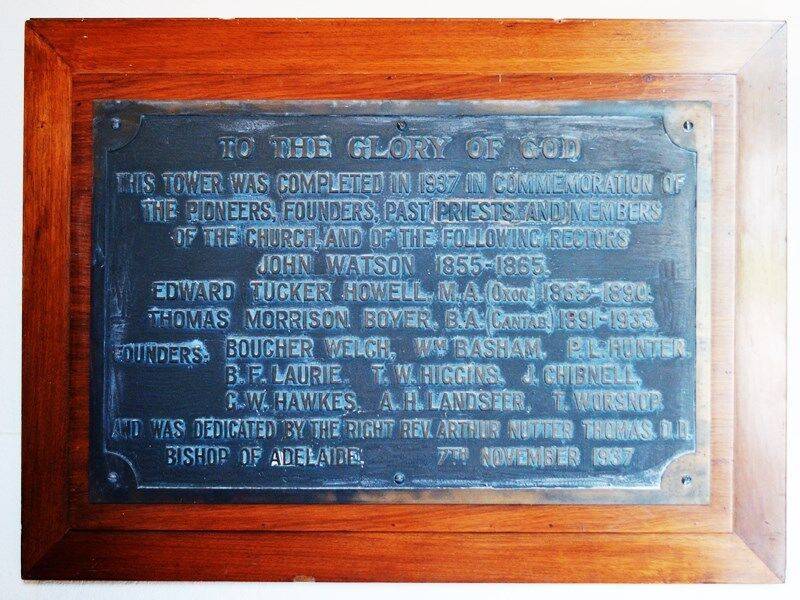 TO THE GLORY OF GOD
THIS TOWER WAS COMPLETED IN 1937 IN COMMEMORATION OF
THE PIONEERS, FOUNDERS, PAST PRIESTS AND MEMBERS
OF THE CHURCH AND OF THE FOLLOWING RECTORS
JOHN WATSON 1855-1865.
EDWARD TUCKER HOWELL, M.A. (OXON) 1865-1890.
THOMAS MORRISON BOYER, B.A. (CANTAB) 1891-1933.
FOUNDERS. BOUCHER WELCH, WM BASHAM, P.L. HUNTER.
B.F. LAURIE. T.W. HIGGINS. J. CHIBNELL.
C.W. HAWKES. A.H. LANDSEER, T. WORSNOP.
AND WAS DEDICATED BY THE RIGHT REV. ARTHUR NUTTER THOMAS. D.D.
BISHOP OF ADELAIDE. 7TH NOVEMBER 1937